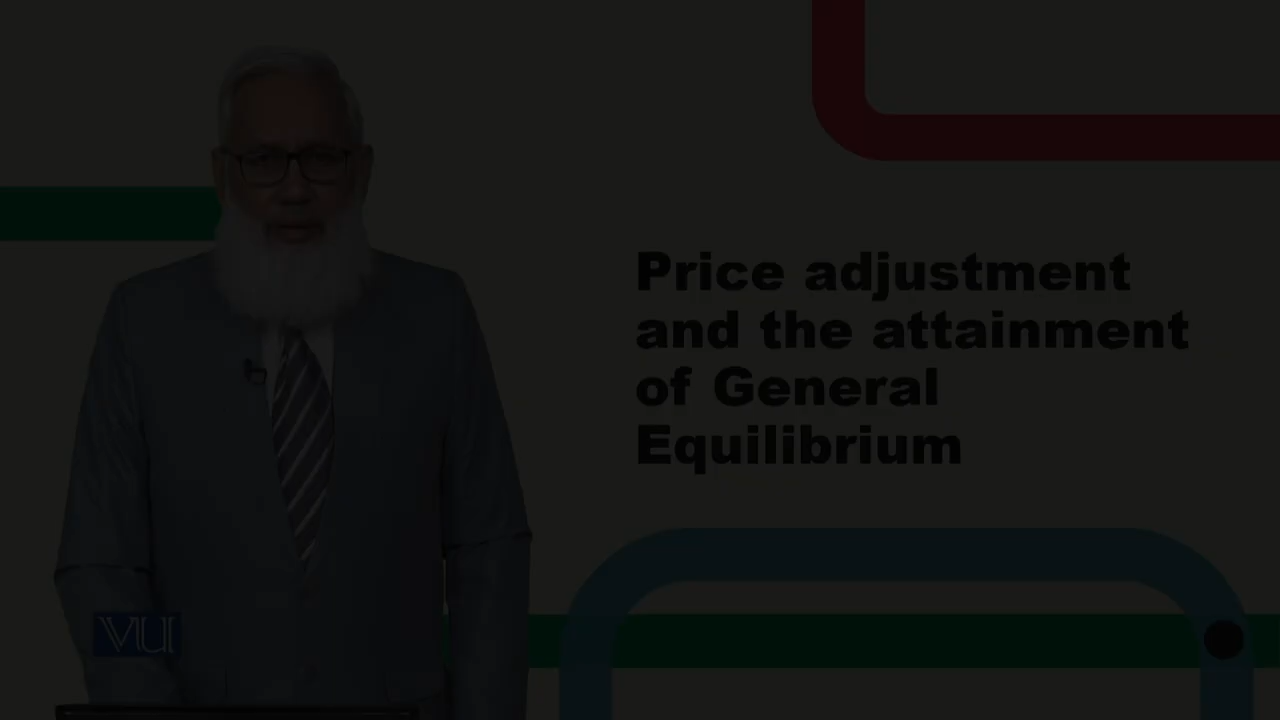 Price adjustment
and the attainment
of General
Equilibrium
VU